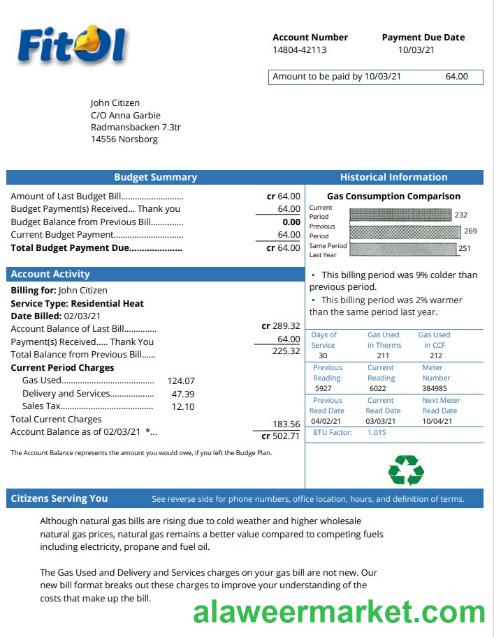 FitOl
Account Number Payment Due Date
14804-42113 10/03/21
Amount to be paid by 10/03/21 64.00
John Citizen
C/O Anna Garbie
Radmansbacken 7.3tr
14556 Norsborg
Budget Summary
Amount of Last Budget Bill............................ cr 64.00
Budget Payment(s) Received... Thank you 64.00
Budget Balance from Previous Bill...... 0.00
Current Budget Payment...................... 64.00
Total Budget Payment Due..................... cr 64.00
Account Activity
Billing for: John Citizen
Service Type: Residential Heat
Date Billed: 02/03/21
Account Balance of Last Bill............ cr 289.32
Payment(s) Received..... Thank You 64.00
Total Balance from Previous Bill..... 225.32
Current Period Charges
Gas Used.......................... 124.07
Delivery and Services........ 47.39
Sales Tax......................... 12.10
Total Current Charges 183.56
Account Balance as of 02/03/21 *... cr 502.71
The Account Balance represents the amount you would owe, if you left the Budge Plan.
Historical Information
Gas Consumption Comparison
Current Period 232
Previous Period 269
Same Period Last Year 251
• This billing period was 9% colder than
previous period.
• This billing period was 2% warmer
than the same period last year.
Days of Service Gas Used in Therms Gas Used in CCF
30 211 212
Previous Reading Current Reading Meter Number
5927 6022 384985
Previous Read Date Current Read Date Next Meter Read Date
04/02/21 03/03/21 10/04/21
BTU Factor: 1.015
Citizens Serving You See reverse side for phone numbers, office location, hours, and definition of terms.
Although natural gas bills are rising due to cold weather and higher wholesale
natural gas prices, natural gas remains a better value compared to competing fuels
including electricity, propane and fuel oil.
The Gas Used and Delivery and Services charges on your gas bill are not new. Our
new bill format breaks out these charges to improve your understanding of the
costs that make up the bill.
alaweermarket.com